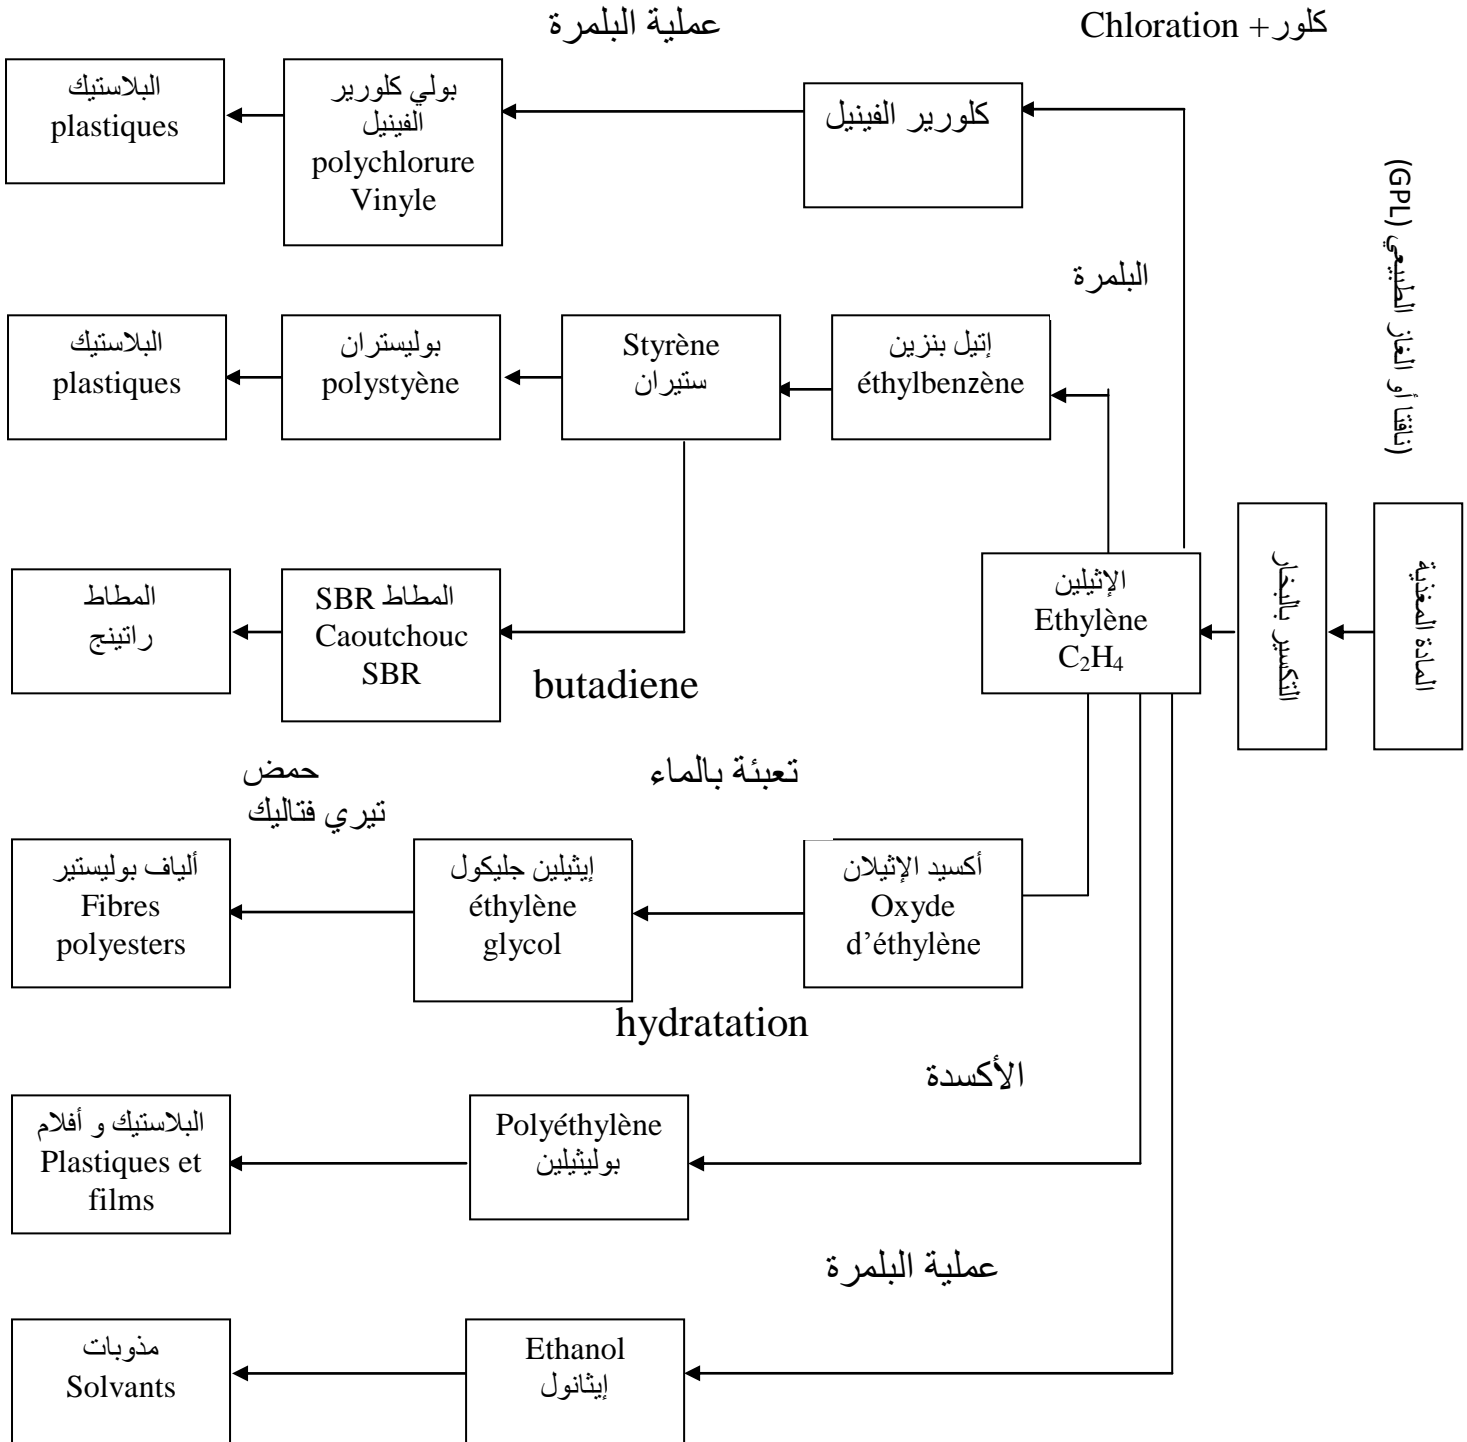 عملية البلمرة
كلور+ Chloration
البلاستيك
plastiques
بولي كلورير
الفينيل
polychlorure
Vinyle
كلورير الفينيل
(نافتا أو الغاز الطبيعي (GPL)
البلمرة
البلاستيك
plastiques
بوليستران
polystyène
Styrène
ستيران
إتيل بنزين
éthylbenzène
المطاط
راتينج
المطاط SBR
Caoutchouc
SBR
butadiene
الإثيلين
Ethylène
C₂H₄
التكسير بالبخار
المادة المغذية
حمض
تيري فتاليك
تعبئة بالماء
ألياف بوليستير
Fibres
polyesters
إيثيلين جليكول
éthylène
glycol
أكسيد الإثيلان
Oxyde
d’éthylène
hydratation
الأكسدة
البلاستيك و أفلام
Plastiques et
films
Polyéthylène
بوليثيلين
عملية البلمرة
مذوبات
Solvants
Ethanol
إيثانول